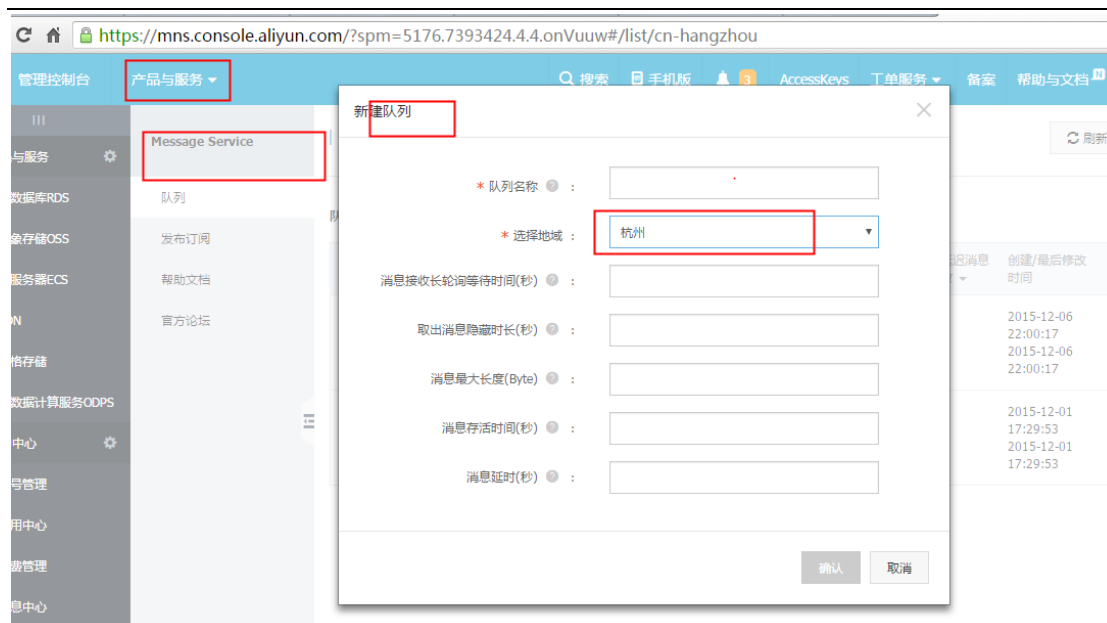 https://mns.console.aliyun.com/?spm=5176.7393424.4.4.onVuuw#/list/cn-hangzhou
管理控制台
产品与服务
搜索
手机版
3
AccessKeys
工单服务
备案
帮助与文档
N
与服务
数据库RDS
象存储OSS
服务器ECS
格存储
数据计算服务ODPS
中心
号管理
用中心
费管理
息中心
Message Service
队列
发布订阅
帮助文档
官方论坛
新建队列
* 队列名称 :
* 选择地域 : 杭州
消息接收长轮询等待时间(秒) :
取出消息隐藏时长(秒) :
消息最大长度(Byte) :
消息存活时间(秒) :
消息延时(秒) :
确认
取消
刷新
迟消息
创建/最后修改
时间
2015-12-06
22:00:17
2015-12-06
22:00:17
2015-12-01
17:29:53
2015-12-01
17:29:53